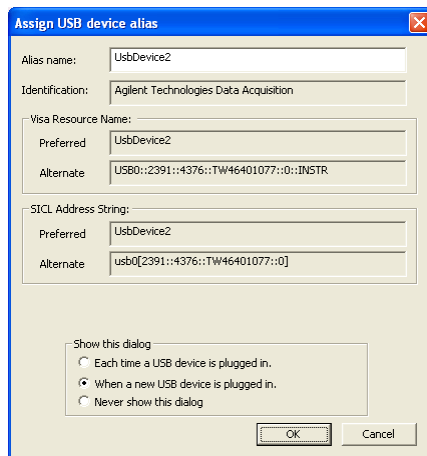 Assign USB device alias
Alias name: UsbDevice2
Identification: Agilent Technologies Data Acquisition
Visa Resource Name:
Preferred UsbDevice2
Alternate USB0::2391::4376::TW46401077::0::INSTR
SICL Address String:
Preferred UsbDevice2
Alternate usb0[2391::4376::TW46401077::0]
Show this dialog
Each time a USB device is plugged in.
When a new USB device is plugged in.
Never show this dialog
OK Cancel